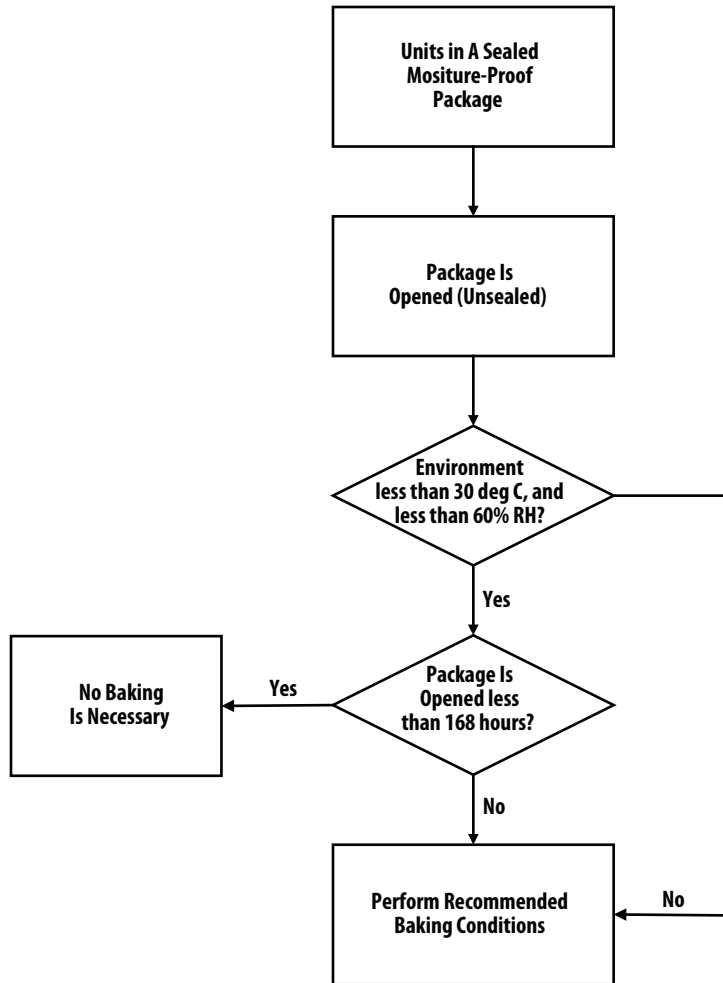 Units in A Sealed
Mositure-Proof
Package
Package Is
Opened (Unsealed)
Environment
less than 30 deg C, and
less than 60% RH?
Yes
No Baking
Is Necessary
Yes
Package Is
Opened less
than 168 hours?
No
Perform Recommended
Baking Conditions
No